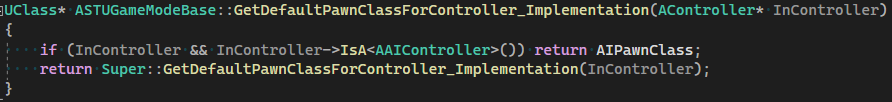 UClass* ASTUGameModeBase::GetDefaultPawnClassForController_Implementation(AController* InController)
{
    if (InController && InController->IsA<AAIController>()) return AIPawnClass;
    return Super::GetDefaultPawnClassForController_Implementation(InController);
}